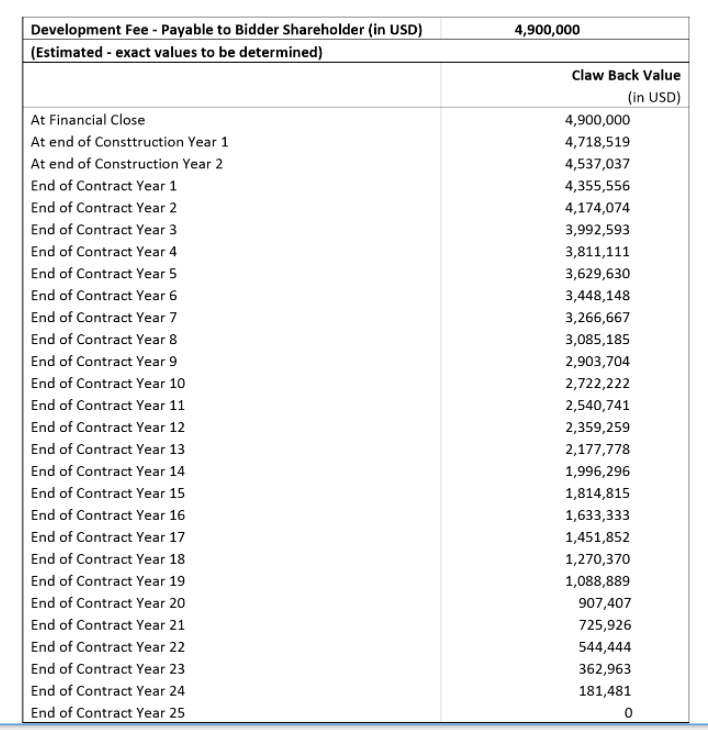 Development Fee - Payable to Bidder Shareholder (in USD) 4,900,000
(Estimated - exact values to be determined)
Claw Back Value
(in USD)
At Financial Close 4,900,000
At end of Consttruction Year 1 4,718,519
At end of Construction Year 2 4,537,037
End of Contract Year 1 4,355,556
End of Contract Year 2 4,174,074
End of Contract Year 3 3,992,593
End of Contract Year 4 3,811,111
End of Contract Year 5 3,629,630
End of Contract Year 6 3,448,148
End of Contract Year 7 3,266,667
End of Contract Year 8 3,085,185
End of Contract Year 9 2,903,704
End of Contract Year 10 2,722,222
End of Contract Year 11 2,540,741
End of Contract Year 12 2,359,259
End of Contract Year 13 2,177,778
End of Contract Year 14 1,996,296
End of Contract Year 15 1,814,815
End of Contract Year 16 1,633,333
End of Contract Year 17 1,451,852
End of Contract Year 18 1,270,370
End of Contract Year 19 1,088,889
End of Contract Year 20 907,407
End of Contract Year 21 725,926
End of Contract Year 22 544,444
End of Contract Year 23 362,963
End of Contract Year 24 181,481
End of Contract Year 25 0